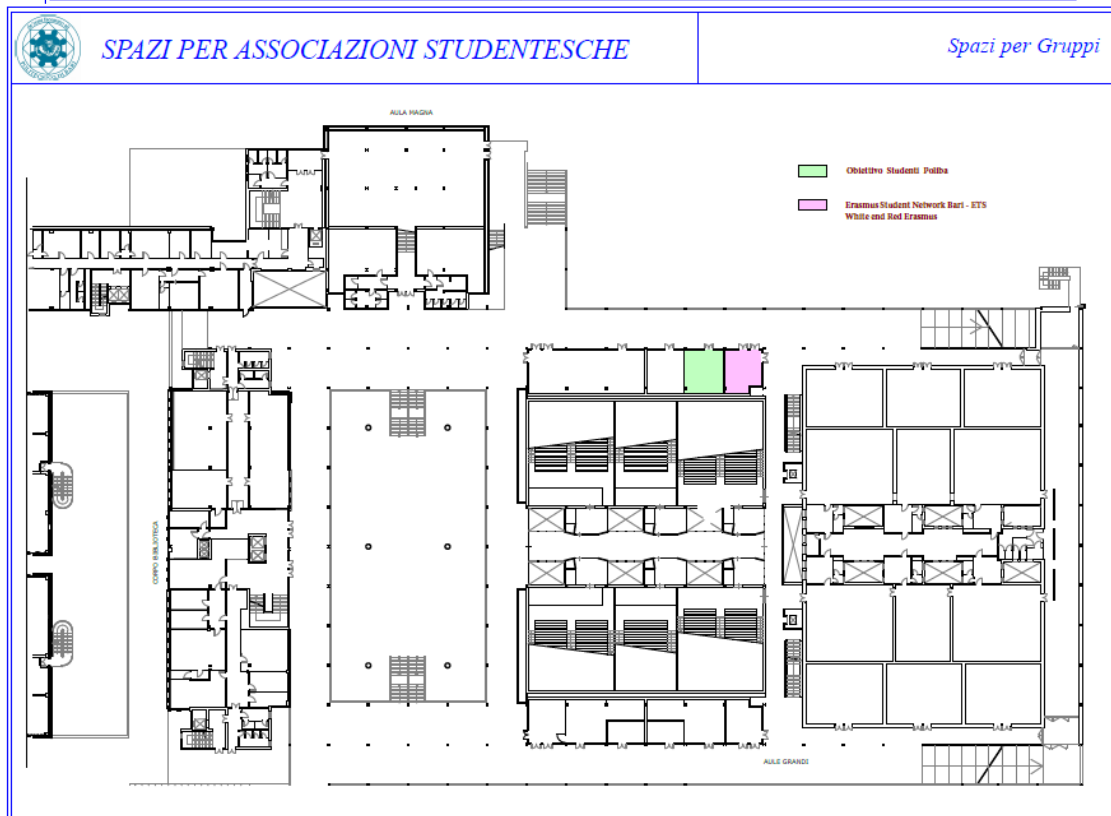 SPAZI PER ASSOCIAZIONI STUDENTESCHE
Spazi per Gruppi
AULA MAGNA
Obiettivo Studenti Poliba
Erasmus Student Network Bari - ETS
White end Red Erasmus
CORPO BIBLIOTECA
AULE GRANDI